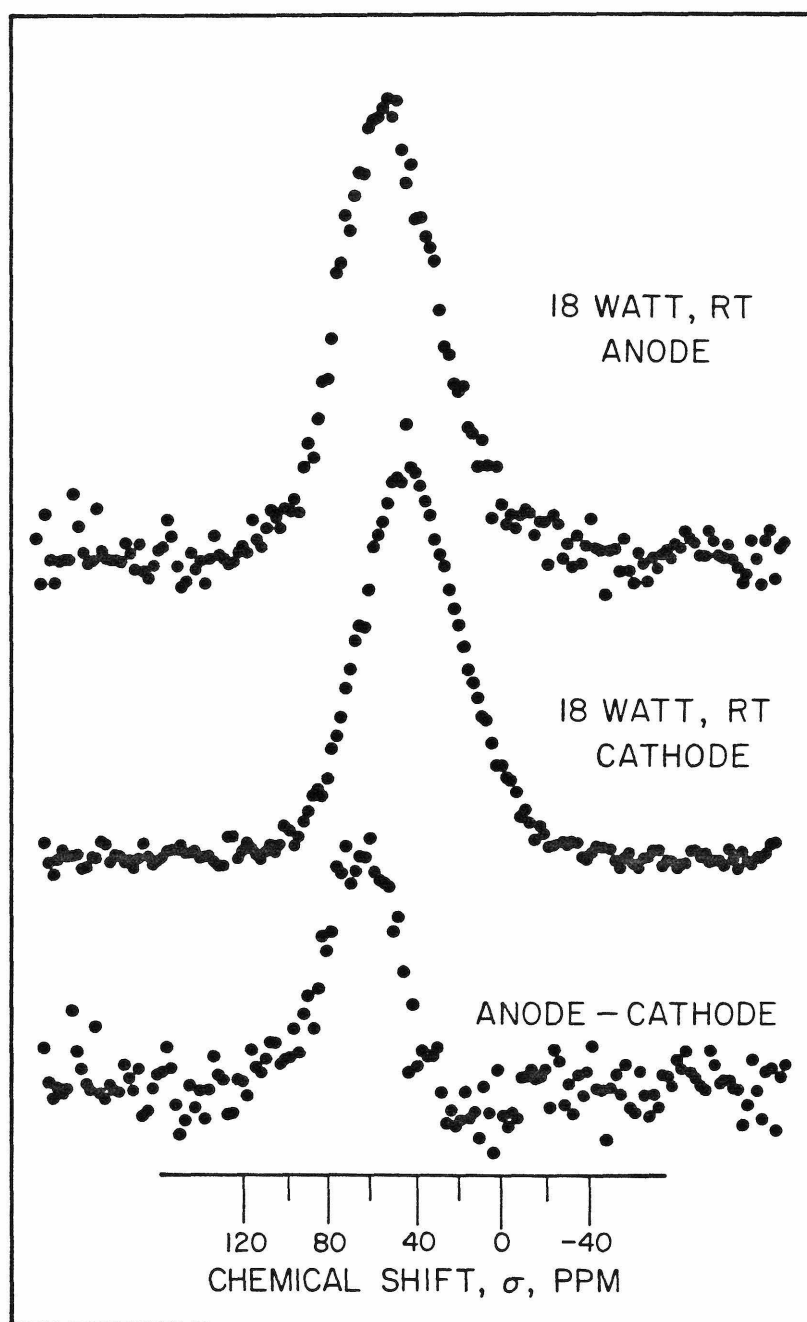 18 WATT, RT
ANODE
18 WATT, RT
CATHODE
ANODE – CATHODE
120 80 40 0 -40
CHEMICAL SHIFT, σ, PPM